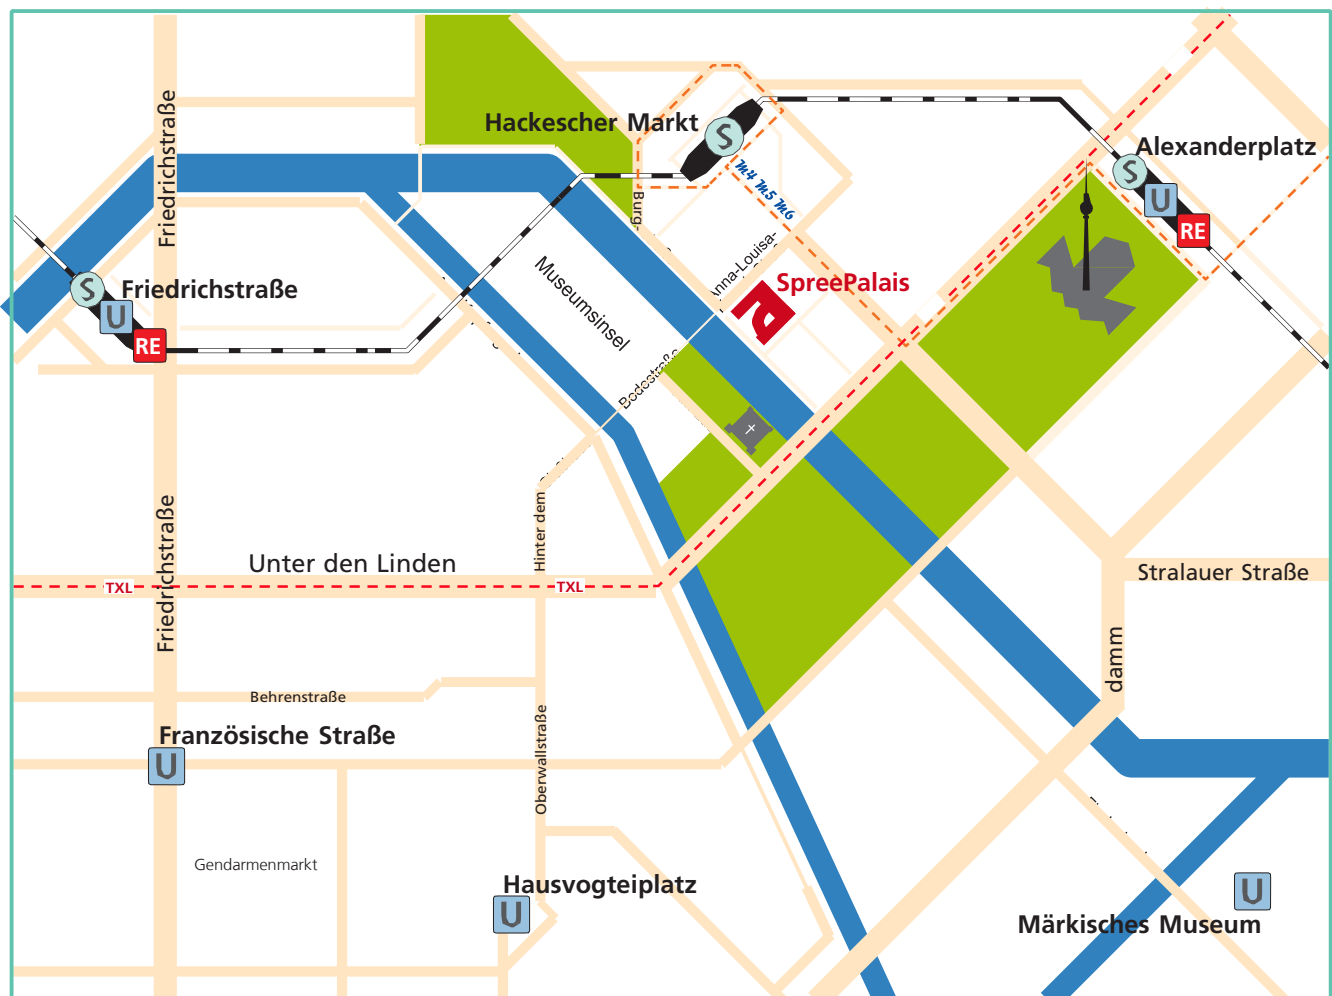 Friedrichstraße
Hackescher Markt
S
Alexanderplatz
S
U
RE
M4 M5 M6
Burg-
Anna-Louisa-
SpreePalais
S
Friedrichstraße
U
RE
Museumsinsel
Bodestraße
Hinter dem
Unter den Linden
TXL
TXL
Friedrichstraße
Stralauer Straße
damm
Behrenstraße
Französische Straße
U
Oberwallstraße
Gendarmenmarkt
Hausvogteiplatz
U
U
Märkisches Museum